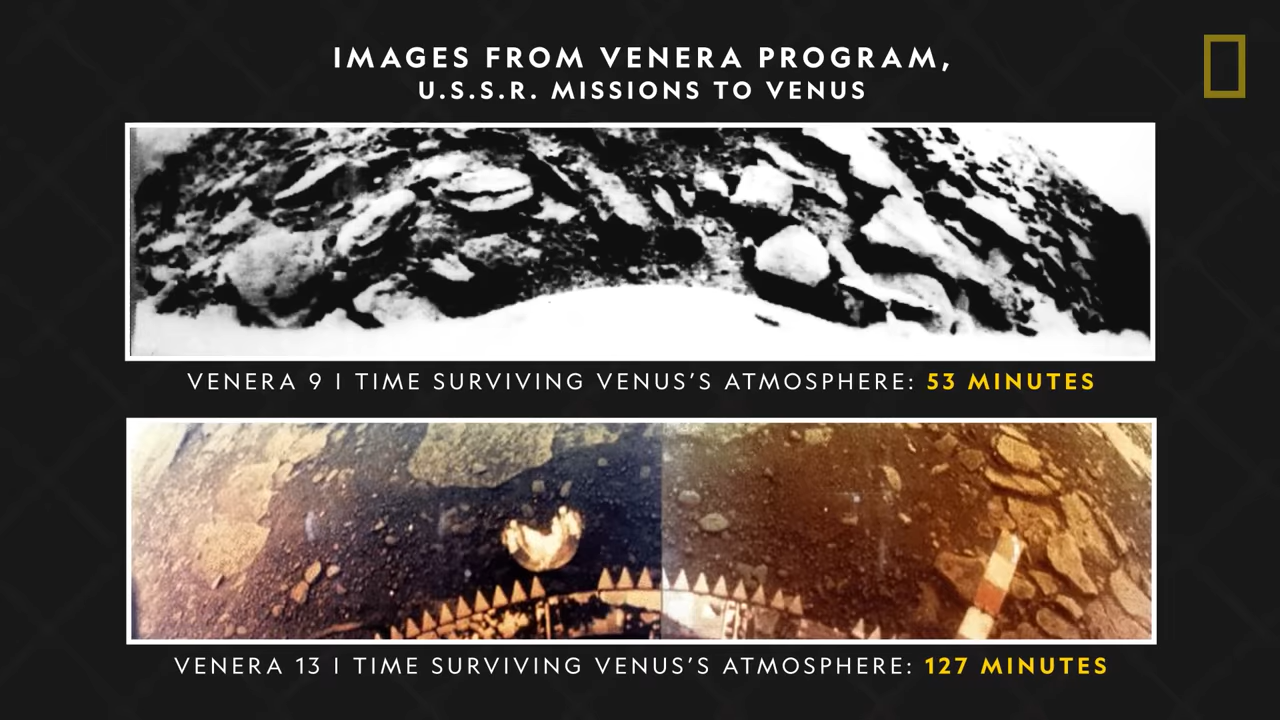 IMAGES FROM VENERA PROGRAM,
U.S.S.R. MISSIONS TO VENUS
VENERA 9 | TIME SURVIVING VENUS’S ATMOSPHERE: 53 MINUTES
VENERA 13 | TIME SURVIVING VENUS’S ATMOSPHERE: 127 MINUTES